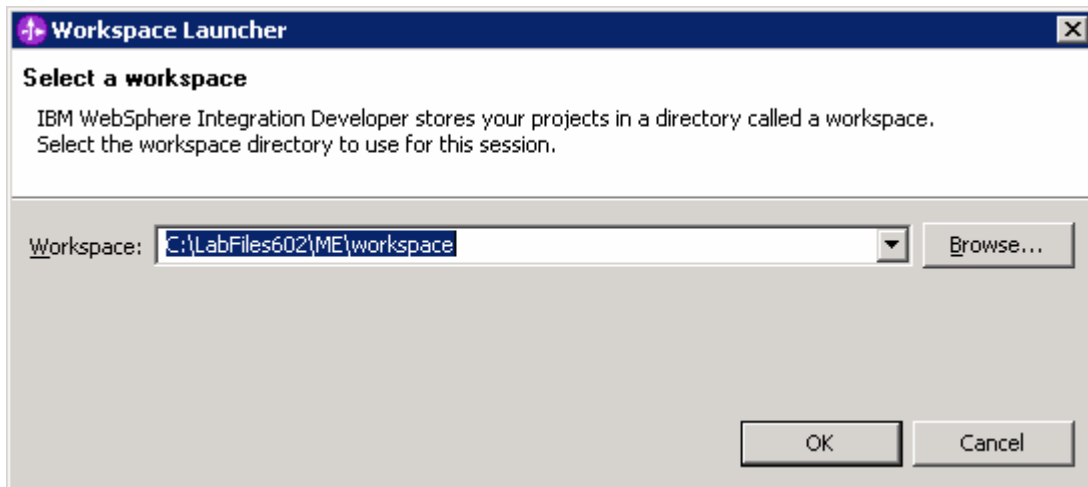 Workspace Launcher
Select a workspace
IBM WebSphere Integration Developer stores your projects in a directory called a workspace.
Select the workspace directory to use for this session.
Workspace: C:\LabFiles602\ME\workspace Browse...
OK Cancel